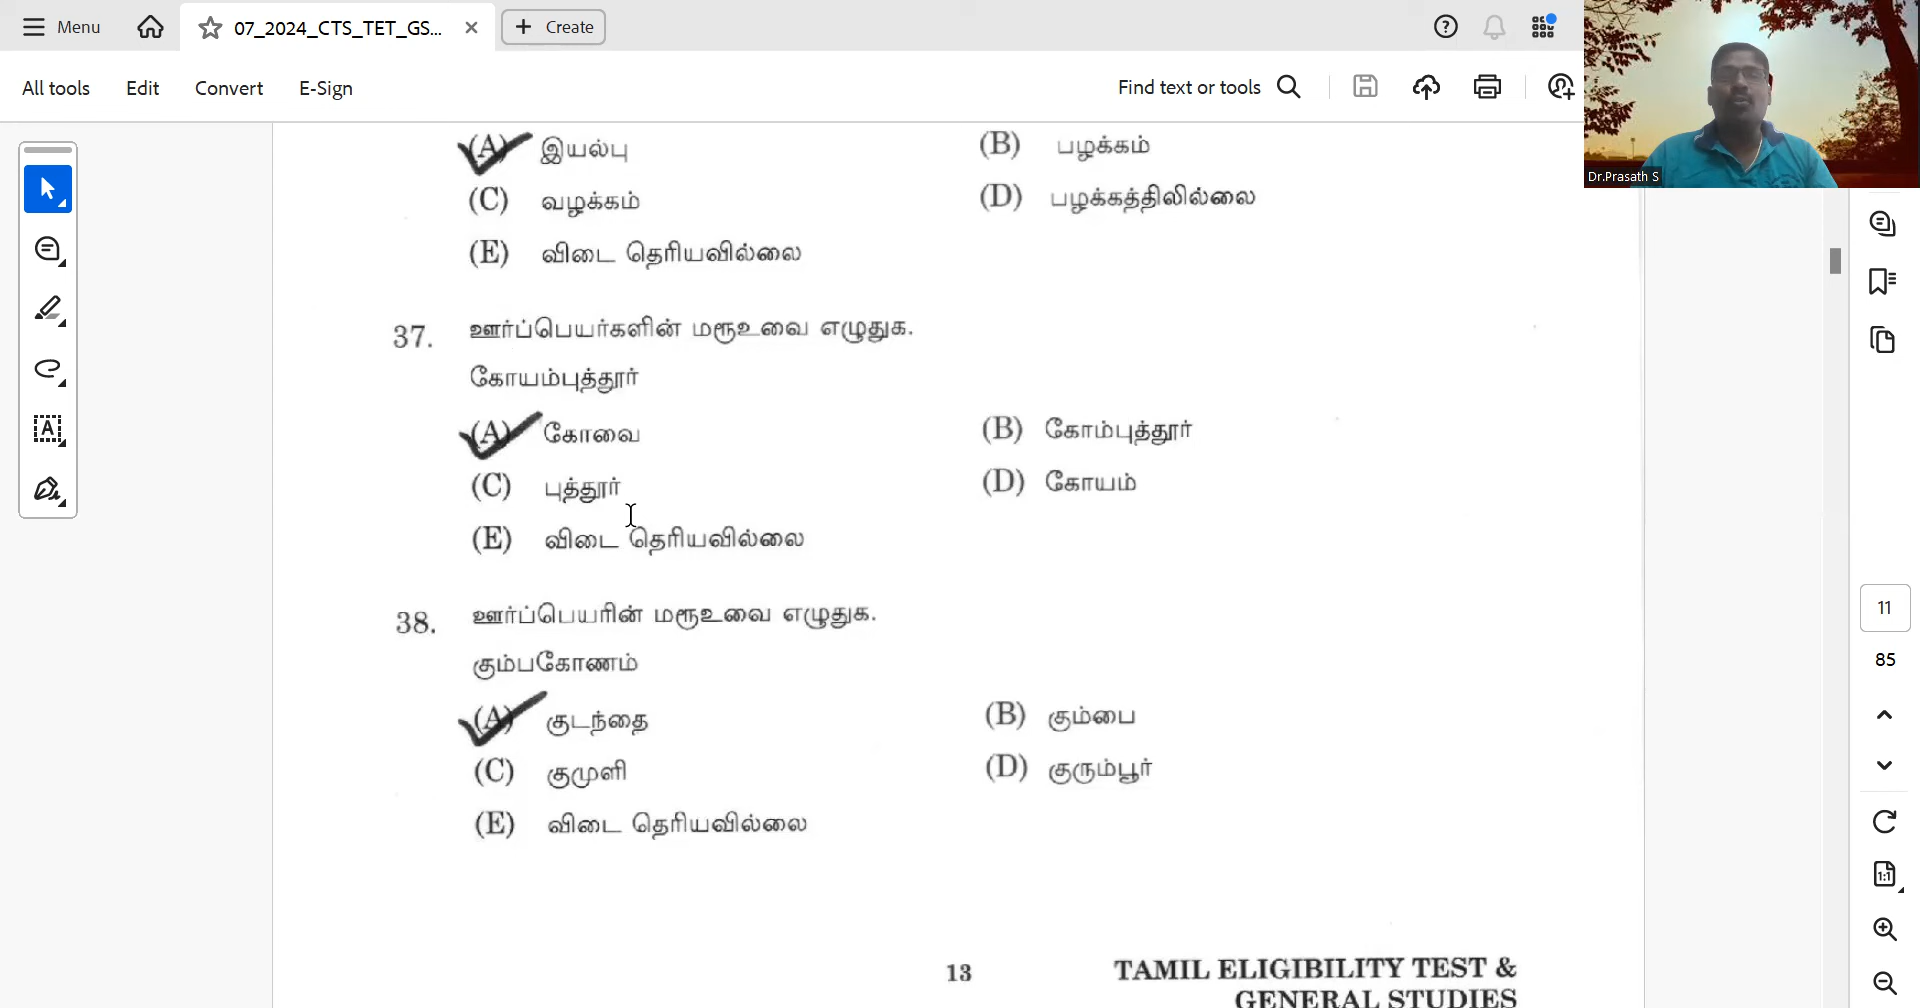 Menu
07_2024_CTS_TET_GS...
Create
All tools
Edit
Convert
E-Sign
Find text or tools
Dr.Prasath S
(A) இயல்பு
(B) பழக்கம்
(C) வழக்கம்
(D) பழக்கத்திலில்லை
(E) விடை தெரியவில்லை
37. ஊர்ப்பெயர்களின் மரூஉவை எழுதுக.
கோயம்புத்தூர்
(A) கோவை
(B) கோம்புத்தூர்
(C) புத்தூர்
(D) கோயம்
(E) விடை தெரியவில்லை
38. ஊர்ப்பெயரின் மரூஉவை எழுதுக.
கும்பகோணம்
(A) குடந்தை
(B) கும்பை
(C) குமுளி
(D) குரும்பூர்
(E) விடை தெரியவில்லை
13
TAMIL ELIGIBILITY TEST &
GENERAL STUDIES
11
85
1:1